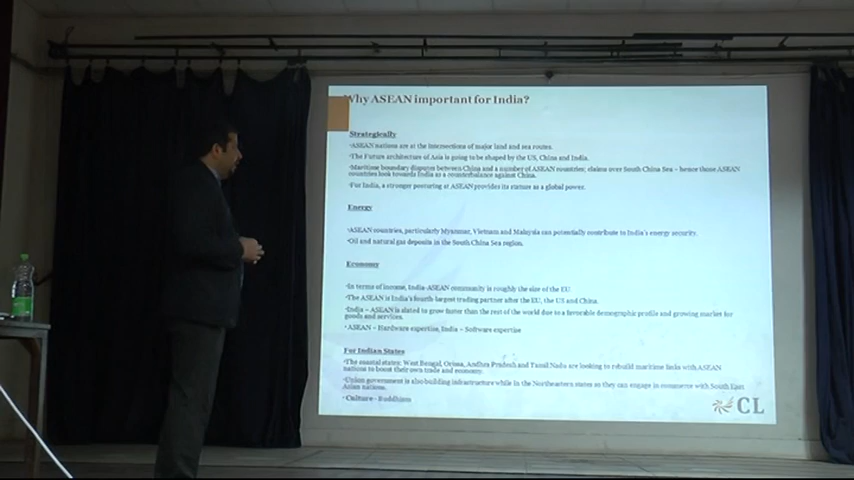 Why ASEAN important for India?
Strategically
•ASEAN nations are at the intersections of major land and sea routes.
•The Future architecture of Asia is going to be shaped by the US, China and India.
•Maritime boundary disputes between China and a number of ASEAN countries; claims over South China Sea – hence those ASEAN
countries look towards India as a counterbalance against China.
•For India, a stronger posturing at ASEAN provides its stature as a global power.
Energy
•ASEAN countries, particularly Myanmar, Vietnam and Malaysia can potentially contribute to India's energy security.
•Oil and natural gas deposits in the South China Sea region.
Economy
•In terms of income, India-ASEAN community is roughly the size of the EU
•The ASEAN is India's fourth-largest trading partner after the EU, the US and China.
•India – ASEAN is slated to grow faster than the rest of the world due to a favorable demographic profile and growing market for
goods and services.
•ASEAN – Hardware expertise, India – Software expertise
For Indian States
•The coastal states: West Bengal, Orissa, Andhra Pradesh and Tamil Nadu are looking to rebuild maritime links with ASEAN
nations to boost their own trade and economy.
•Union government is also building infrastructure while in the Northeastern states so they can engage in commerce with South East
Asian nations.
•Culture - Buddhism
CL